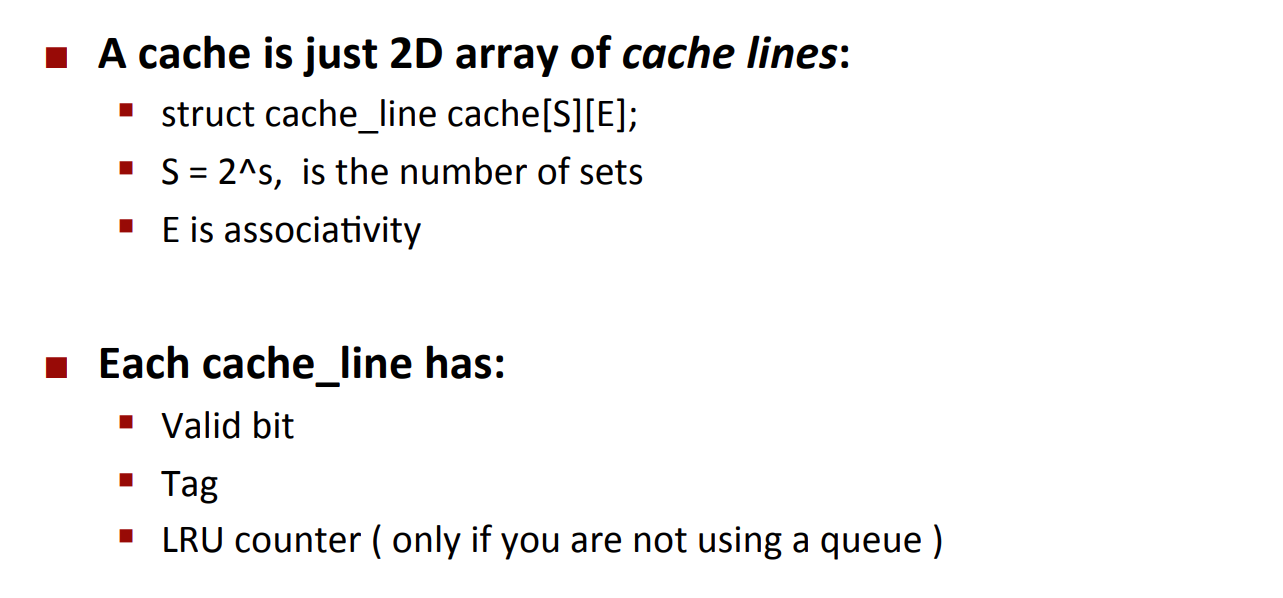 A cache is just 2D array of cache lines:
struct cache_line cache[S][E];
S = 2^s,  is the number of sets
E is associativity
Each cache_line has:
Valid bit
Tag
LRU counter ( only if you are not using a queue )